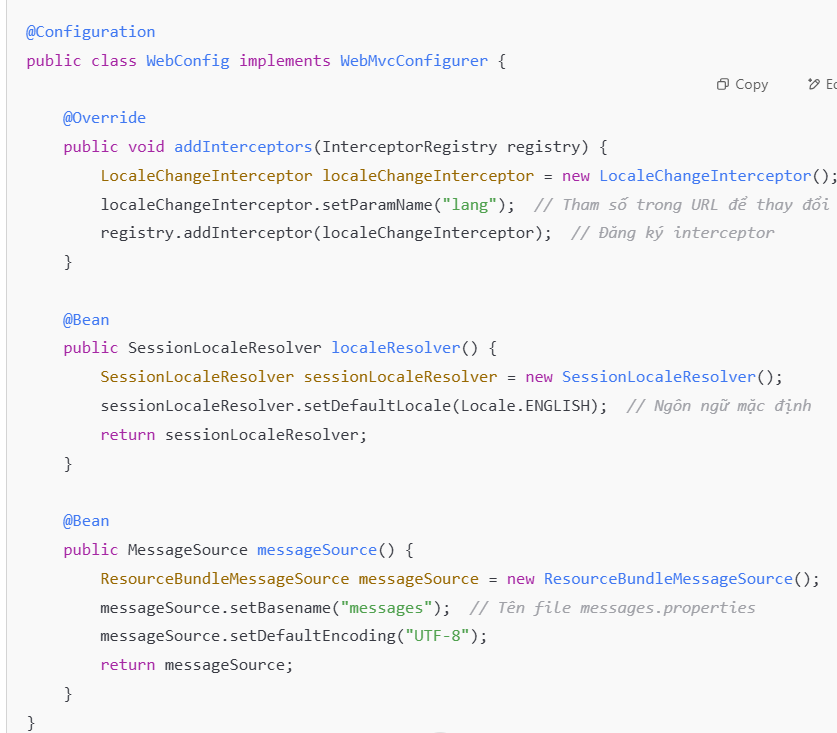 @Configuration
public class WebConfig implements WebMvcConfigurer {
Copy
@Override
public void addInterceptors(InterceptorRegistry registry) {
LocaleChangeInterceptor localeChangeInterceptor = new LocaleChangeInterceptor();
localeChangeInterceptor.setParamName("lang");  // Tham số trong URL để thay đổi
registry.addInterceptor(localeChangeInterceptor);  // Đăng ký interceptor
}
@Bean
public SessionLocaleResolver localeResolver() {
SessionLocaleResolver sessionLocaleResolver = new SessionLocaleResolver();
sessionLocaleResolver.setDefaultLocale(Locale.ENGLISH);  // Ngôn ngữ mặc định
return sessionLocaleResolver;
}
@Bean
public MessageSource messageSource() {
ResourceBundleMessageSource messageSource = new ResourceBundleMessageSource();
messageSource.setBasename("messages");  // Tên file messages.properties
messageSource.setDefaultEncoding("UTF-8");
return messageSource;
}
}